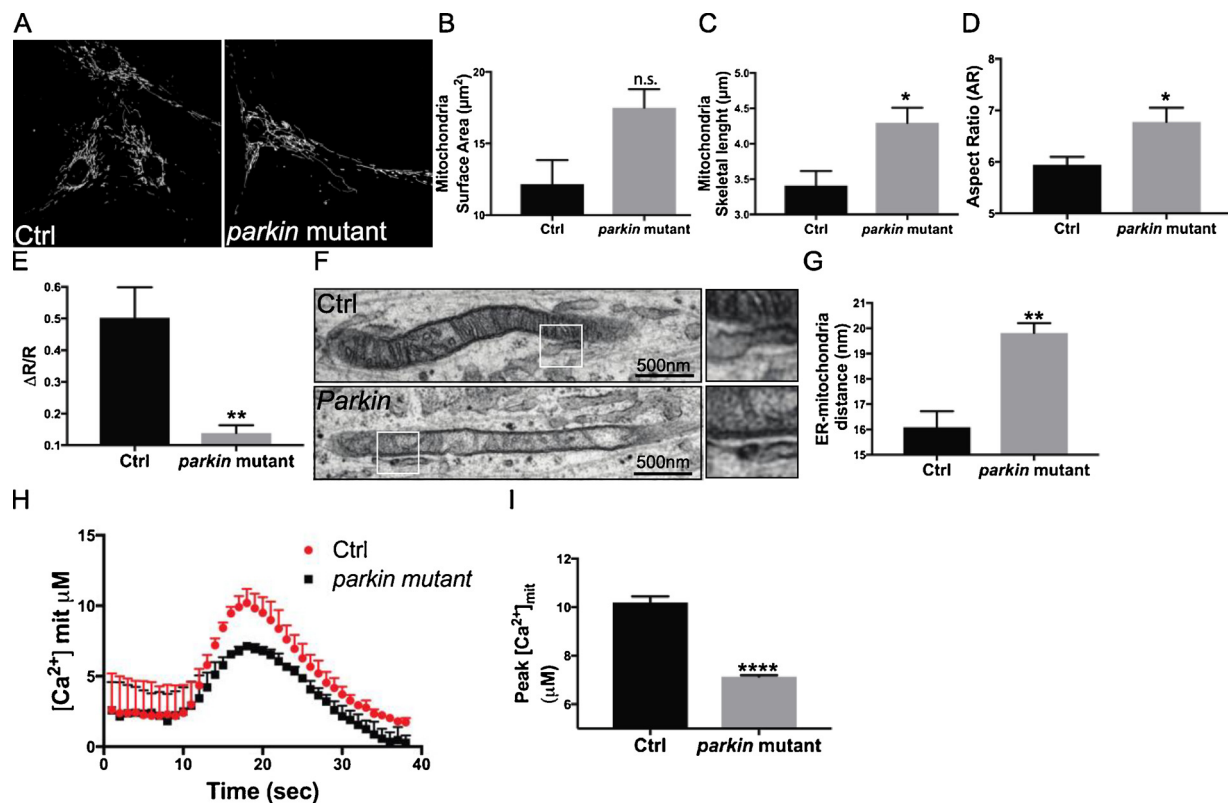 A
Ctrl
parkin mutant
B
Mitochondria
Surface Area (µm²)
20
15
10
n.s.
Ctrl
parkin mutant
C
Mitochondria
Skeletal lenght (µm)
5.0
4.5
4.0
3.5
3.0
*
Ctrl
parkin mutant
D
Aspect Ratio (AR)
8
7
6
5
*
Ctrl
parkin mutant
E
ΔR/R
0.6
0.5
0.4
0.3
0.2
0.1
**
Ctrl
parkin mutant
F
Ctrl
500nm
Parkin
500nm
G
ER-mitochondria
distance (nm)
21
20
19
18
17
16
15
**
Ctrl
parkin mutant
H
[Ca²⁺] mit µM
15
10
5
0
0
10
20
30
40
Time (sec)
Ctrl
parkin mutant
I
Peak [Ca²⁺]mit
(µM)
12
10
8
6
****
Ctrl
parkin mutant